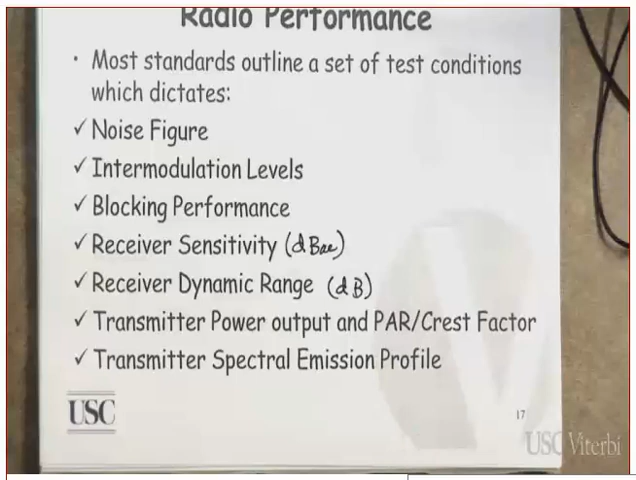 Radio Performance
· Most standards outline a set of test conditions
which dictates:
✓ Noise Figure
✓ Intermodulation Levels
✓ Blocking Performance
✓ Receiver Sensitivity
✓ Receiver Dynamic Range (dB)
✓ Transmitter Power output and PAR/Crest Factor
✓ Transmitter Spectral Emission Profile
USC
17
USC Viterbi